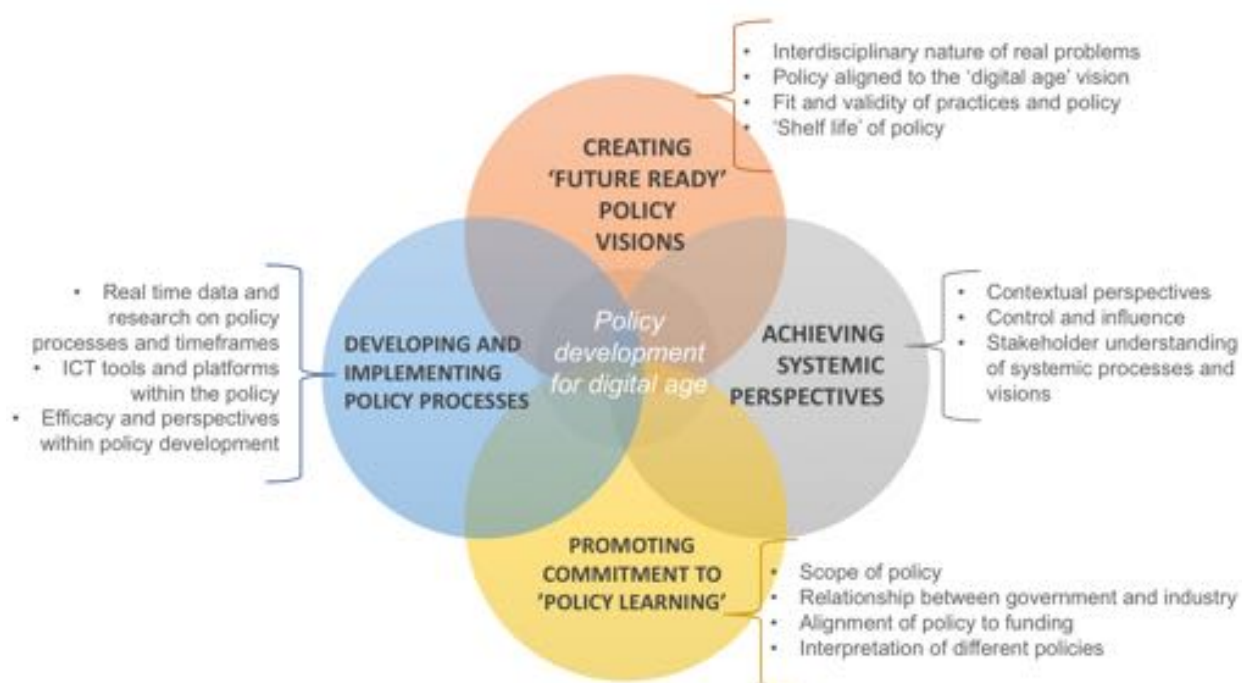 • Interdisciplinary nature of real problems
• Policy aligned to the ‘digital age’ vision
• Fit and validity of practices and policy
• ‘Shelf life’ of policy
CREATING
‘FUTURE READY’
POLICY
VISIONS
• Real time data and
research on policy
processes and timeframes
• ICT tools and platforms
within the policy
• Efficacy and perspectives
within policy development
DEVELOPING AND
IMPLEMENTING
POLICY PROCESSES
Policy
development
for digital age
ACHIEVING
SYSTEMIC
PERSPECTIVES
• Contextual perspectives
• Control and influence
• Stakeholder understanding
of systemic processes and
visions
PROMOTING
COMMITMENT TO
‘POLICY LEARNING’
• Scope of policy
• Relationship between government and industry
• Alignment of policy to funding
• Interpretation of different policies